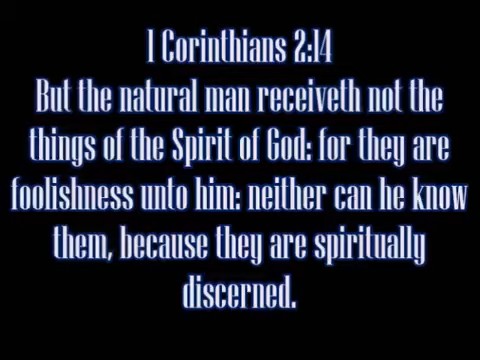 1 Corinthians 2:14
But the natural man receiveth not the
things of the Spirit of God: for they are
foolishness unto him: neither can he know
them, because they are spiritually
discerned.